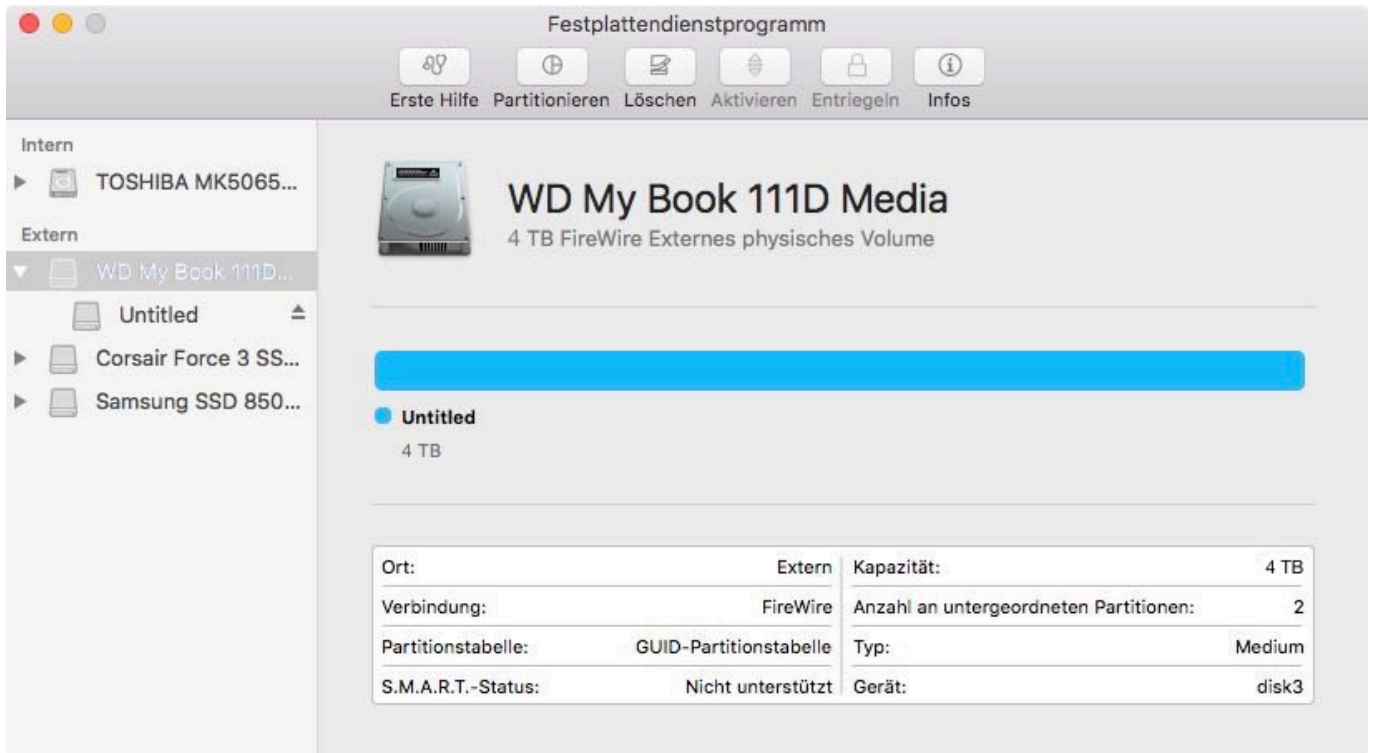 Festplattendienstprogramm
Erste Hilfe Partitionieren Löschen Aktivieren Entriegeln Infos
Intern
TOSHIBA MK5065...
Extern
WD My Book 111D...
Untitled
Corsair Force 3 SS...
Samsung SSD 850...
WD My Book 111D Media
4 TB FireWire Externes physisches Volume
Untitled
4 TB
Ort: Extern Kapazität: 4 TB
Verbindung: FireWire Anzahl an untergeordneten Partitionen: 2
Partitionstabelle: GUID-Partitionstabelle Typ: Medium
S.M.A.R.T.-Status: Nicht unterstützt Gerät: disk3